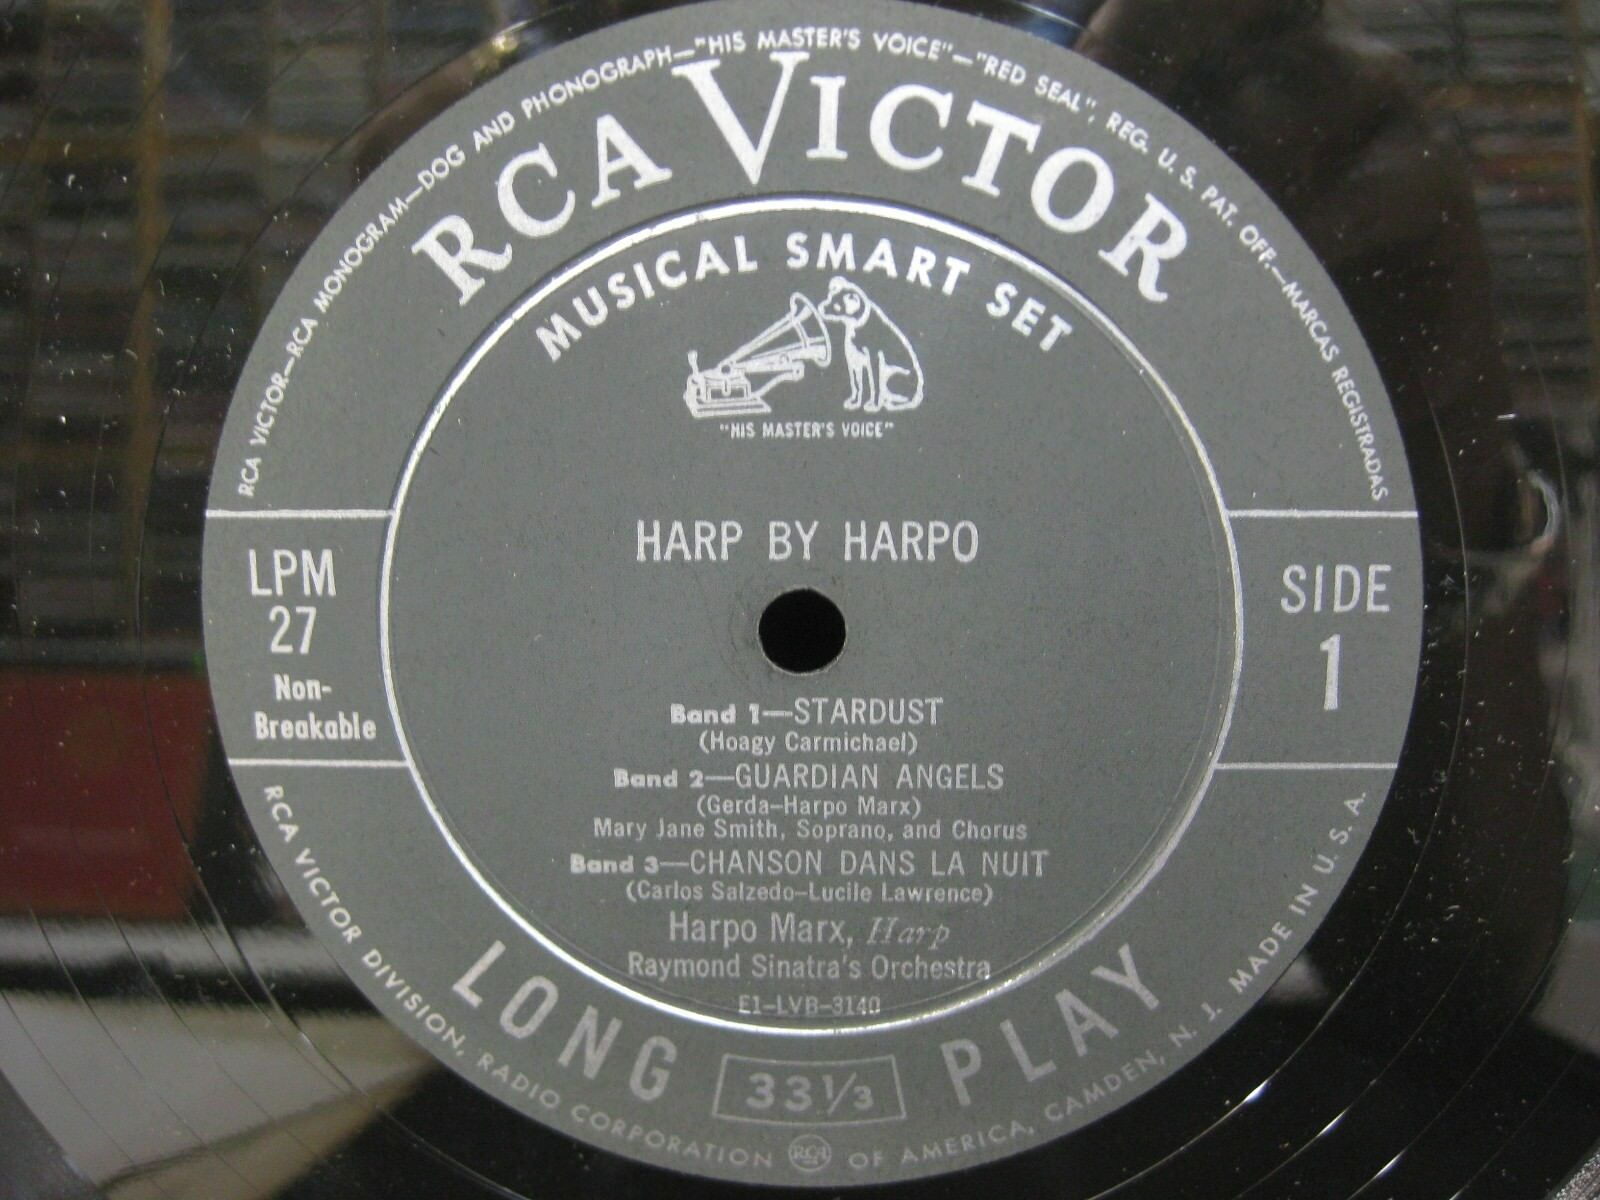 RCA VICTOR—RCA MONOGRAM—DOG AND PHONOGRAPH—"HIS MASTER'S VOICE"—"RED SEAL", REG. U. S. PAT. OFF.—MARCAS REGISTRADAS
RCA VICTOR
MUSICAL SMART SET
"HIS MASTER'S VOICE"
HARP BY HARPO
LPM
27
Non-
Breakable
SIDE
1
Band 1—STARDUST
(Hoagy Carmichael)
Band 2—GUARDIAN ANGELS
(Gerda–Harpo Marx)
Mary Jane Smith, Soprano, and Chorus
Band 3—CHANSON DANS LA NUIT
(Carlos Salzedo–Lucile Lawrence)
Harpo Marx, Harp
Raymond Sinatra's Orchestra
E1–LVB–3140
LONG 33⅓ PLAY
RCA VICTOR DIVISION, RADIO CORPORATION RCA OF AMERICA, CAMDEN, N. J. MADE IN U. S. A.